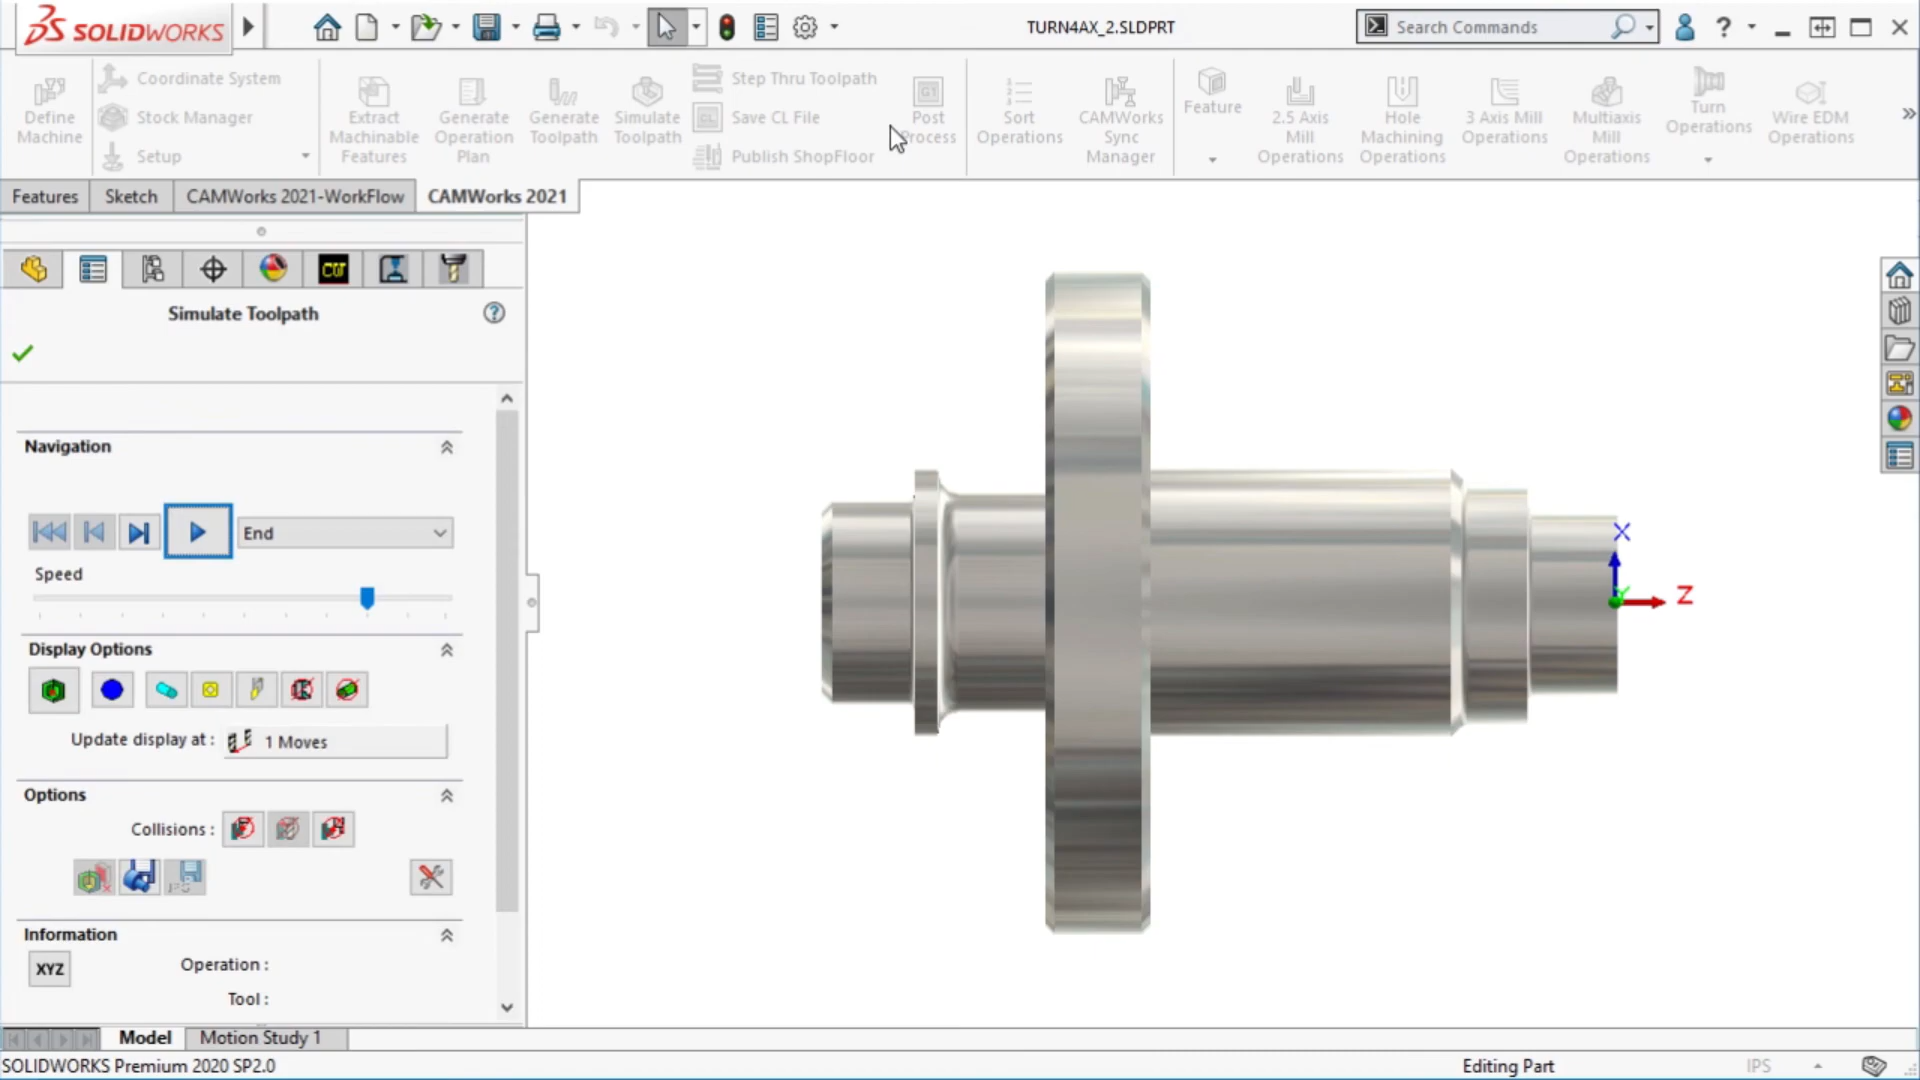 SOLIDWORKS
TURN4AX_2.SLDPRT
Search Commands
?
Define
Machine
Coordinate System
Stock Manager
Setup
Extract
Machinable
Features
Generate
Operation
Plan
Generate
Toolpath
Simulate
Toolpath
Step Thru Toolpath
Save CL File
Publish ShopFloor
G1
Post
Process
Sort
Operations
CAMWorks
Sync
Manager
Feature
2.5 Axis
Mill
Operations
Hole
Machining
Operations
3 Axis Mill
Operations
Multiaxis
Mill
Operations
Turn
Operations
Wire EDM
Operations
Features
Sketch
CAMWorks 2021-WorkFlow
CAMWorks 2021
Simulate Toolpath
?
Navigation
End
Speed
Display Options
Update display at :
1 Moves
Options
Collisions :
Information
XYZ
Operation :
Tool :
X
Y
Z
Model
Motion Study 1
SOLIDWORKS Premium 2020 SP2.0
Editing Part
IPS